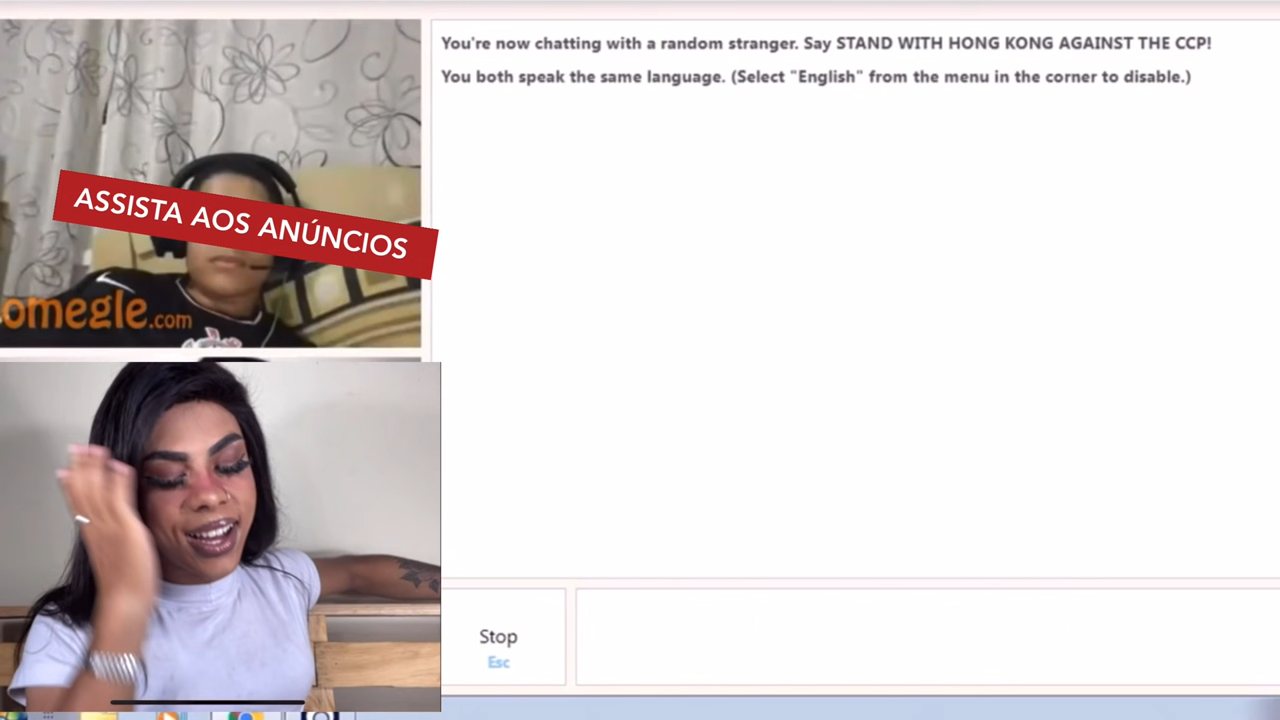 You're now chatting with a random stranger. Say STAND WITH HONG KONG AGAINST THE CCP!
You both speak the same language. (Select "English" from the menu in the corner to disable.)
ASSISTA AOS ANÚNCIOS
omegle.com
Stop
Esc